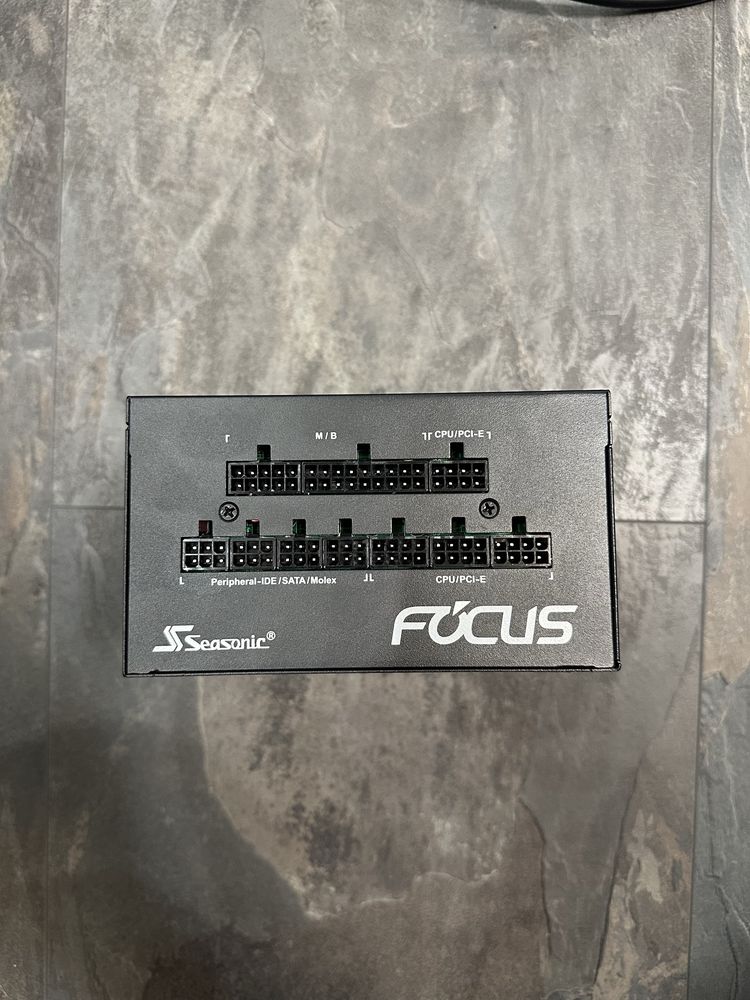 M/B CPU/PCI-E
Peripheral-IDE/SATA/Molex CPU/PCI-E
Seasonic® FOCUS